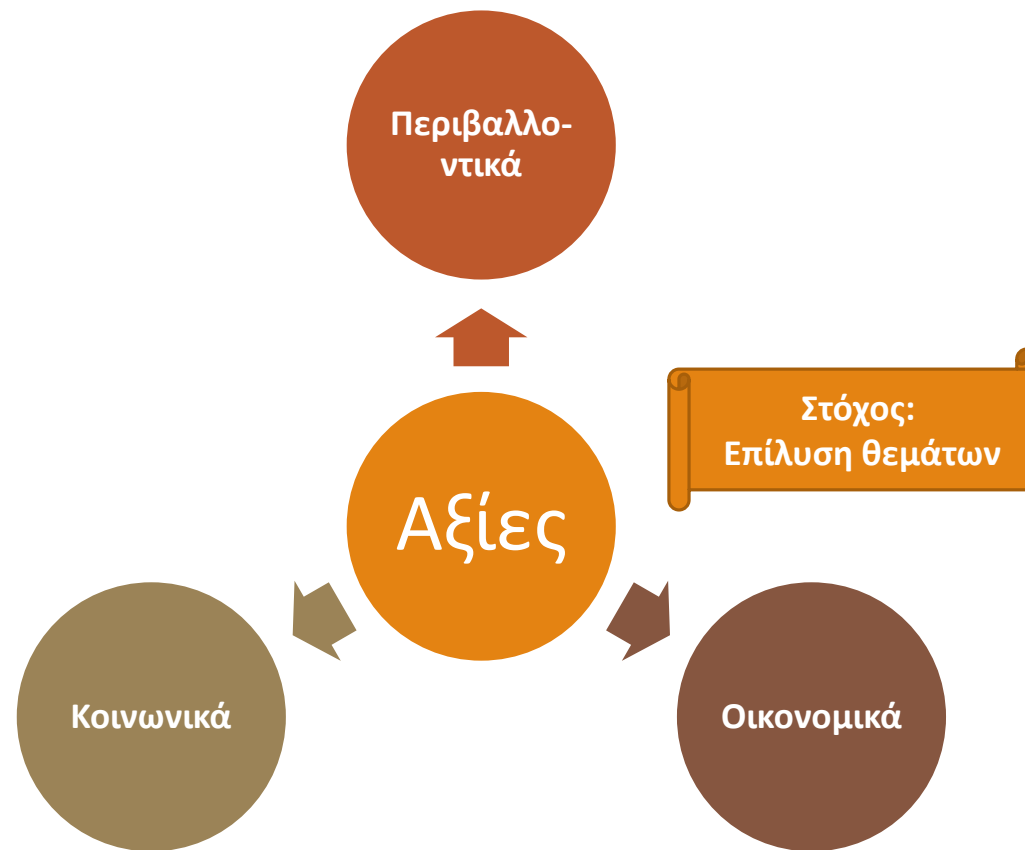 Περιβαλλο-
ντικά
Στόχος:
Επίλυση θεμάτων
Αξίες
Κοινωνικά
Οικονομικά